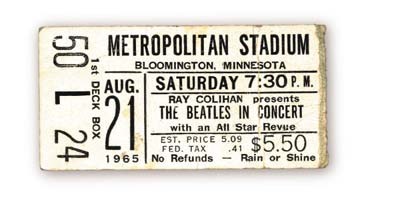 50 L 24
1st DECK BOX
METROPOLITAN STADIUM
BLOOMINGTON, MINNESOTA
AUG.
21
1965
SATURDAY 7:30 P.M.
RAY COLIHAN presents
THE BEATLES IN CONCERT
with an All Star Revue
EST. PRICE 5.09
FED. TAX .41
$5.50
No Refunds — Rain or Shine